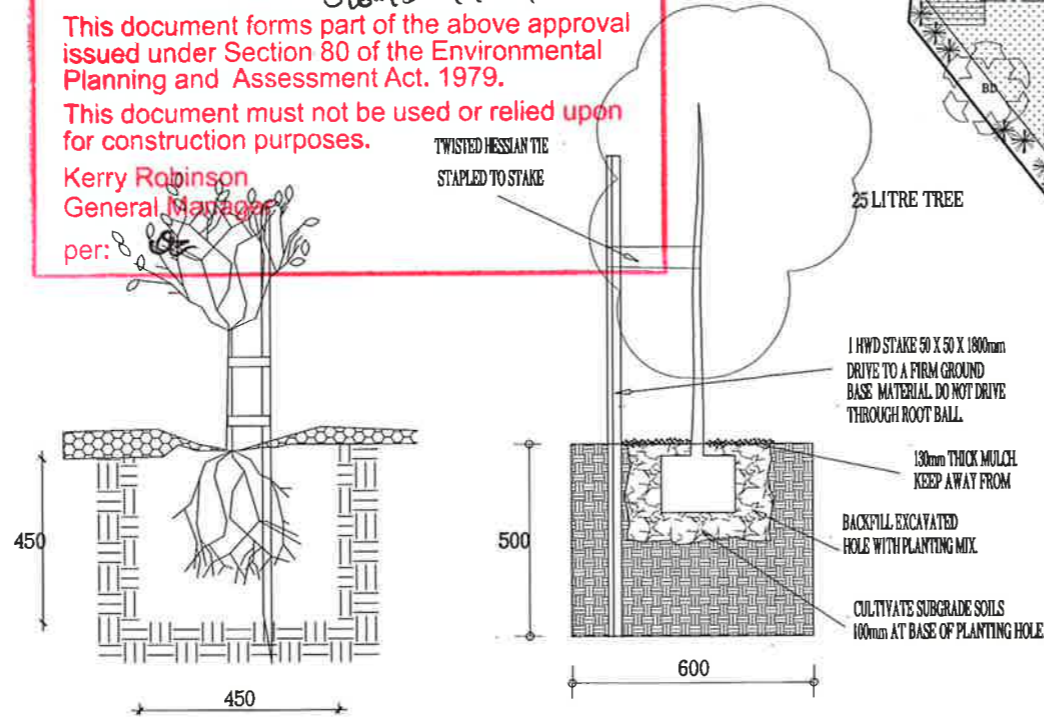 This document forms part of the above approval
issued under Section 80 of the Environmental
Planning and Assessment Act. 1979.
This document must not be used or relied upon
for construction purposes.
Kerry Robinson
General Manager
per:
TWISTED HESSIAN TIE
STAPLED TO STAKE
25 LITRE TREE
BD
1 HWD STAKE 50 X 50 X 1800mm
DRIVE TO A FIRM GROUND
BASE MATERIAL. DO NOT DRIVE
THROUGH ROOT BALL.
130mm THICK MULCH.
KEEP AWAY FROM
BACKFILL EXCAVATED
HOLE WITH PLANTING MIX.
CULTIVATE SUBGRADE SOILS
100mm AT BASE OF PLANTING HOLE
450
500
450
600